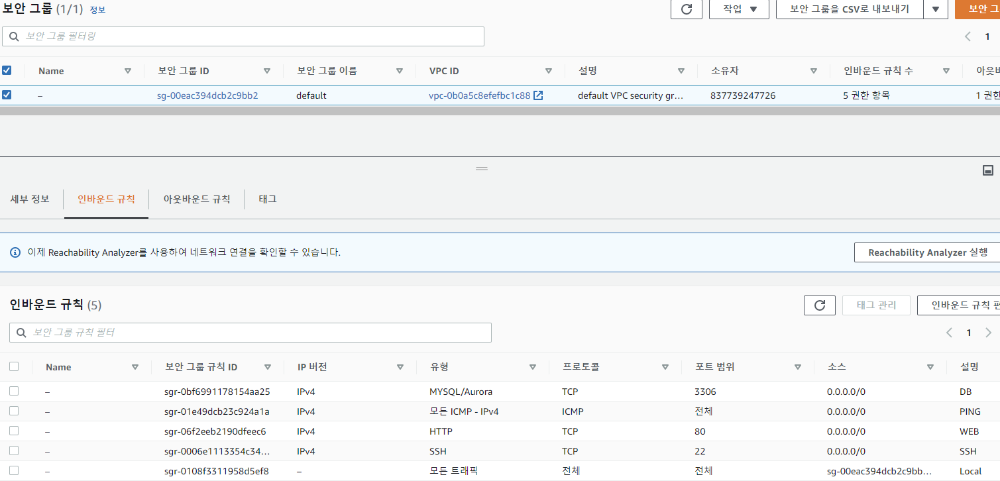 보안 그룹 (1/1) 정보 작업 보안 그룹을 CSV로 내보내기 보안 그
보안 그룹 필터링 1
Name 보안 그룹 ID 보안 그룹 이름 VPC ID 설명 소유자 인바운드 규칙 수 아웃바
– sg-00eac394dcb2c9bb2 default vpc-0b0a5c8efefbc1c88 default VPC security gr... 837739247726 5 권한 항목 1 권한
세부 정보 인바운드 규칙 아웃바운드 규칙 태그
이제 Reachability Analyzer를 사용하여 네트워크 연결을 확인할 수 있습니다. Reachability Analyzer 실행
인바운드 규칙 (5) 태그 관리 인바운드 규칙 편
보안 그룹 규칙 필터 1
Name 보안 그룹 규칙 ID IP 버전 유형 프로토콜 포트 범위 소스 설명
– sgr-0bf6991178154aa25 IPv4 MYSQL/Aurora TCP 3306 0.0.0.0/0 DB
– sgr-01e49dcb23c924a1a IPv4 모든 ICMP - IPv4 ICMP 전체 0.0.0.0/0 PING
– sgr-06f2eeb2190dfeec6 IPv4 HTTP TCP 80 0.0.0.0/0 WEB
– sgr-0006e1113354c34... IPv4 SSH TCP 22 0.0.0.0/0 SSH
– sgr-0108f3311958d5ef8 – 모든 트래픽 전체 전체 sg-00eac394dcb2c9bb... Local